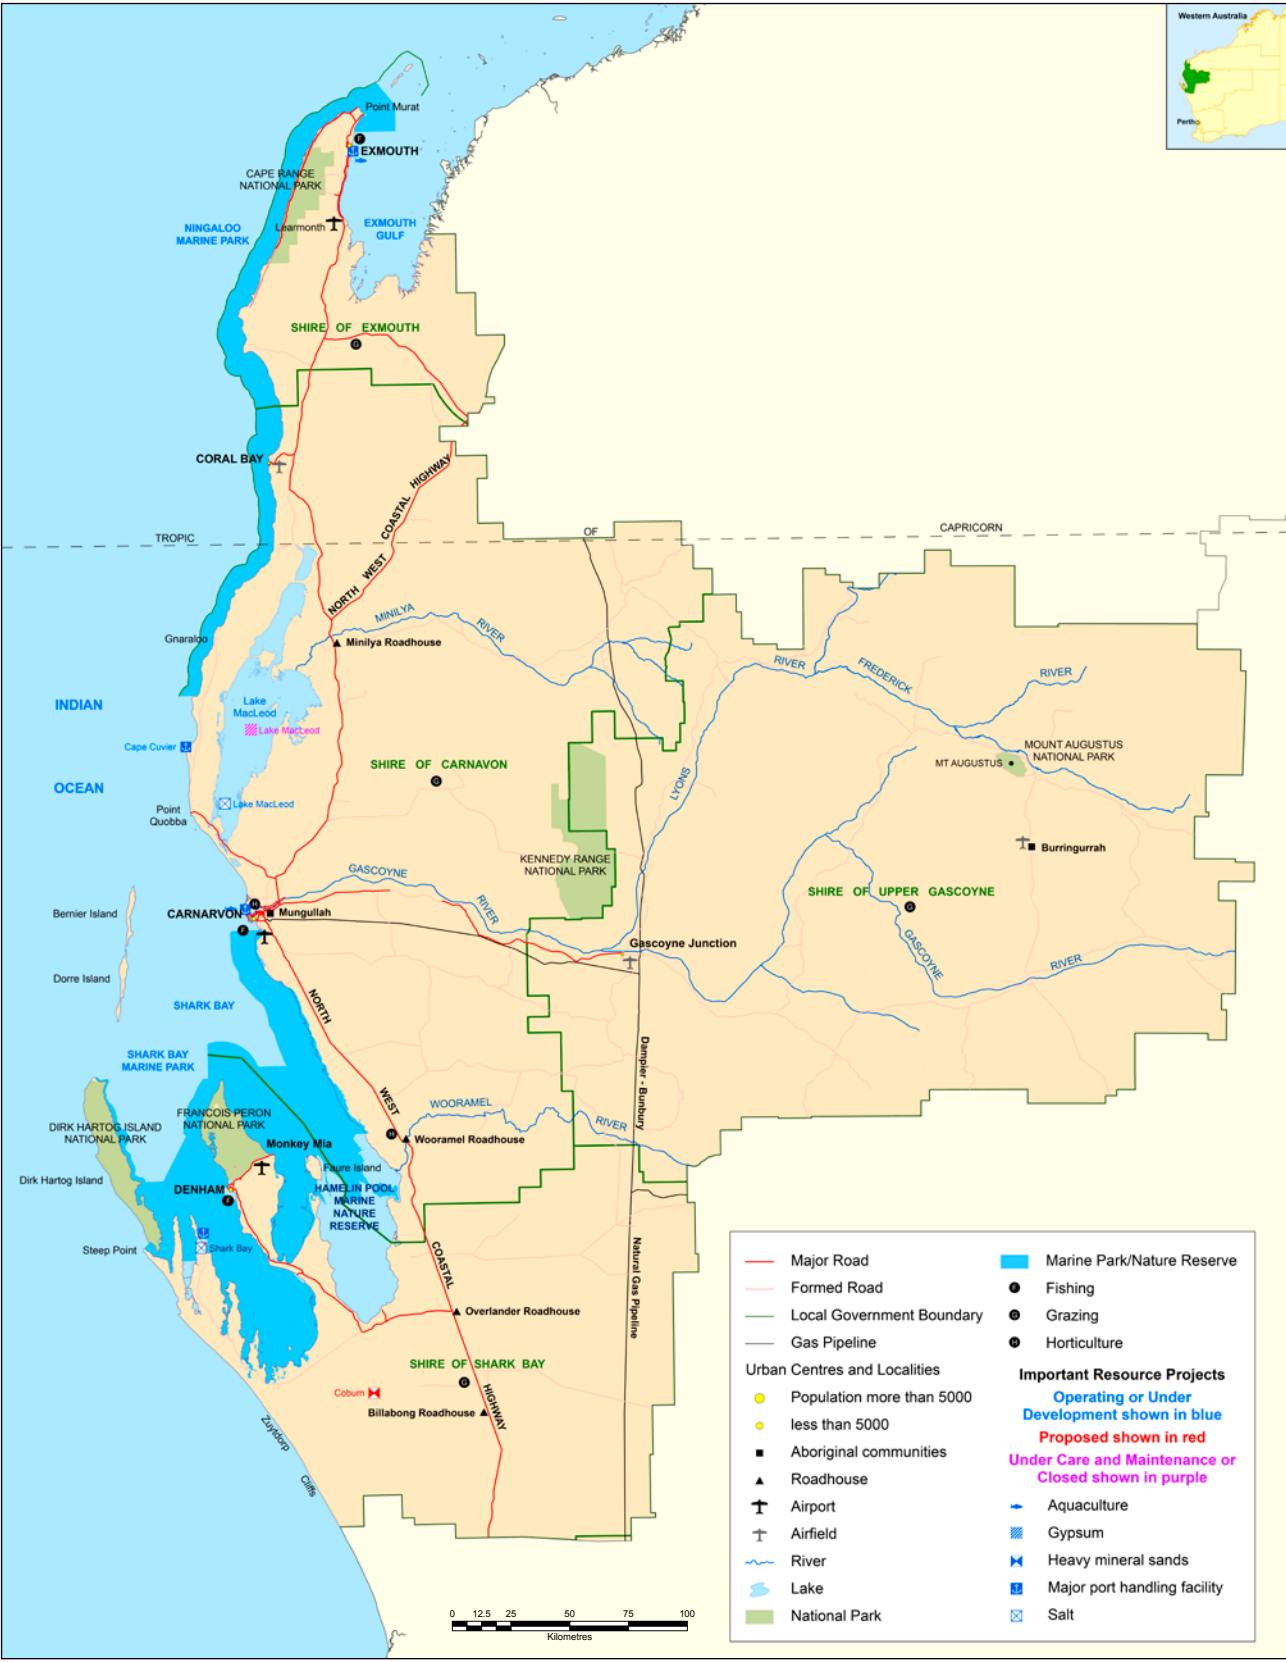 Western Australia
Perth
Point Murat
F
EXMOUTH
CAPE RANGE
NATIONAL PARK
NINGALOO
MARINE PARK
Learmonth
EXMOUTH
GULF
SHIRE OF EXMOUTH
G
CORAL BAY
NORTH WEST COASTAL HIGHWAY
TROPIC
OF
CAPRICORN
MINILYA
RIVER
Gnaraloo
Minilya Roadhouse
RIVER
FREDERICK
RIVER
INDIAN
OCEAN
Lake
MacLeod
Lake MacLeod
Cape Cuvier
LYONS
MOUNT AUGUSTUS
NATIONAL PARK
MT AUGUSTUS
SHIRE OF CARNAVON
G
Lake MacLeod
Point
Quobba
Burringurrah
KENNEDY RANGE
NATIONAL PARK
GASCOYNE
RIVER
SHIRE OF UPPER GASCOYNE
G
GASCOYNE
RIVER
Bernier Island
CARNARVON
H
Mungullah
F
Gascoyne Junction
Dorre Island
SHARK BAY
NORTH
WEST
COASTAL
HIGHWAY
SHARK BAY
MARINE PARK
Dampier - Bunbury
Natural Gas Pipeline
WOORAMEL
RIVER
FRANCOIS PERON
NATIONAL PARK
DIRK HARTOG ISLAND
NATIONAL PARK
Monkey Mia
H
Wooramel Roadhouse
Faure Island
Dirk Hartog Island
DENHAM
F
HAMELIN POOL
MARINE
NATURE
RESERVE
Steep Point
Shark Bay
Overlander Roadhouse
SHIRE OF SHARK BAY
G
Coburn
Billabong Roadhouse
Zuytdorp
Cliffs
0 12.5 25 50 75 100
Kilometres
Major Road
Formed Road
Local Government Boundary
Gas Pipeline
Urban Centres and Localities
Population more than 5000
less than 5000
Aboriginal communities
Roadhouse
Airport
Airfield
River
Lake
National Park
Marine Park/Nature Reserve
F Fishing
G Grazing
H Horticulture
Important Resource Projects
Operating or Under
Development shown in blue
Proposed shown in red
Under Care and Maintenance or
Closed shown in purple
Aquaculture
Gypsum
Heavy mineral sands
Major port handling facility
Salt